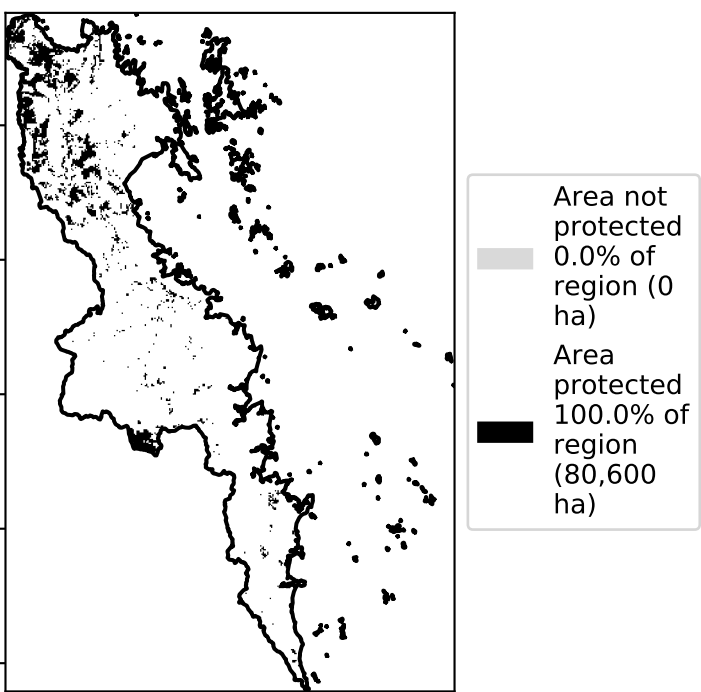 Area not
protected
0.0% of
region (0
ha)
Area
protected
100.0% of
region
(80,600
ha)